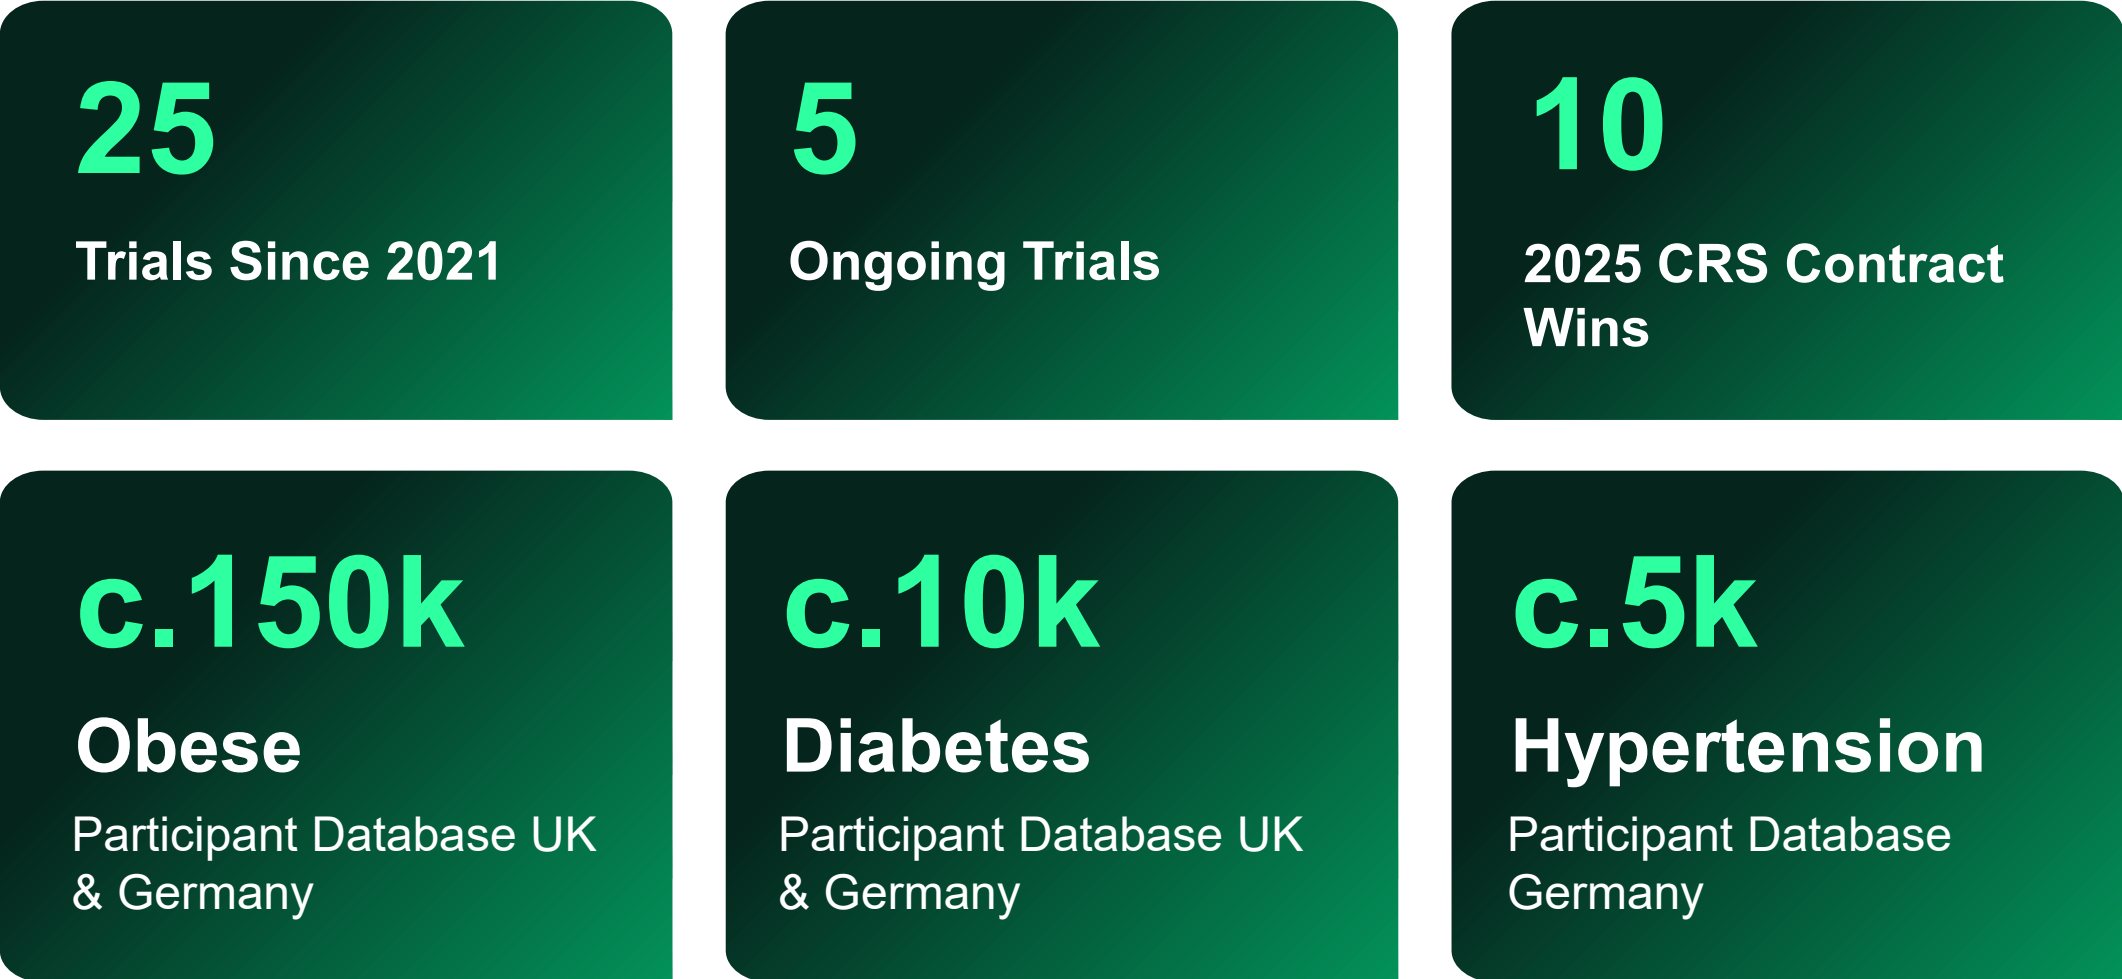 25
Trials Since 2021
5
Ongoing Trials
10
2025 CRS Contract
Wins
c.150k
Obese
Participant Database UK
& Germany
c.10k
Diabetes
Participant Database UK
& Germany
c.5k
Hypertension
Participant Database
Germany